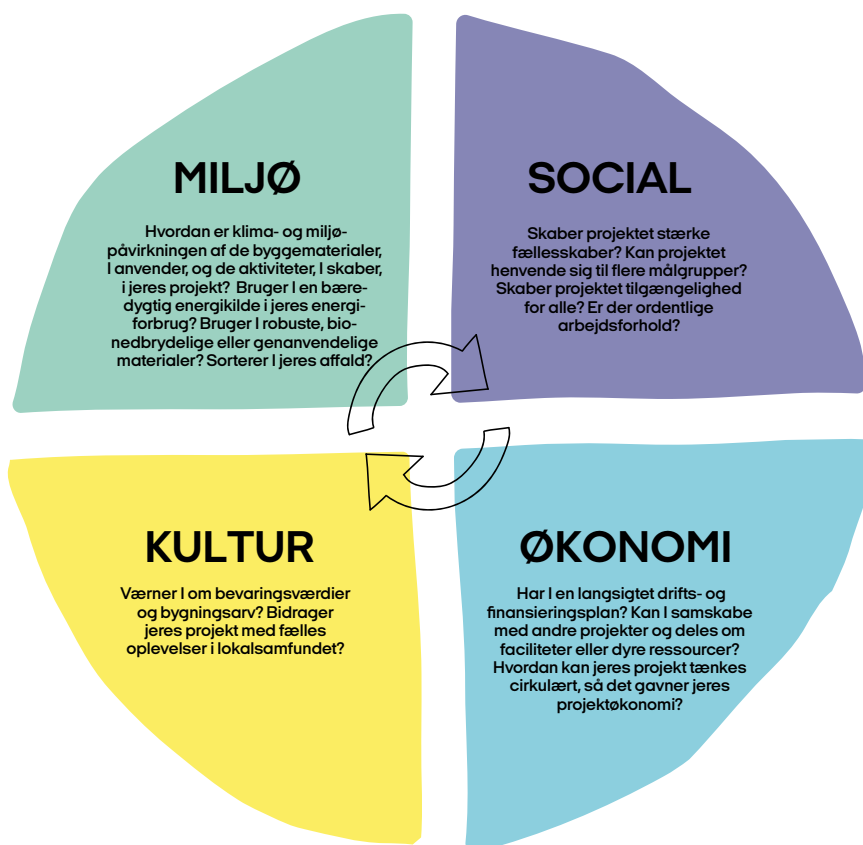 MILJØ
Hvordan er klima- og miljø-
påvirkningen af de byggematerialer,
I anvender, og de aktiviteter, I skaber,
i jeres projekt? Bruger I en bære-
dygtig energikilde i jeres energi-
forbrug? Bruger I robuste, bio-
nedbrydelige eller genanvendelige
materialer? Sorterer I jeres affald?
SOCIAL
Skaber projektet stærke
fællesskaber? Kan projektet
henvende sig til flere målgrupper?
Skaber projektet tilgængelighed
for alle? Er der ordentlige
arbejdsforhold?
KULTUR
Værner I om bevaringsværdier
og bygningsarv? Bidrager
jeres projekt med fælles
oplevelser i lokalsamfundet?
ØKONOMI
Har I en langsigtet drifts- og
finansieringsplan? Kan I samskabe
med andre projekter og deles om
faciliteter eller dyre ressourcer?
Hvordan kan jeres projekt tænkes
cirkulært, så det gavner jeres
projektøkonomi?